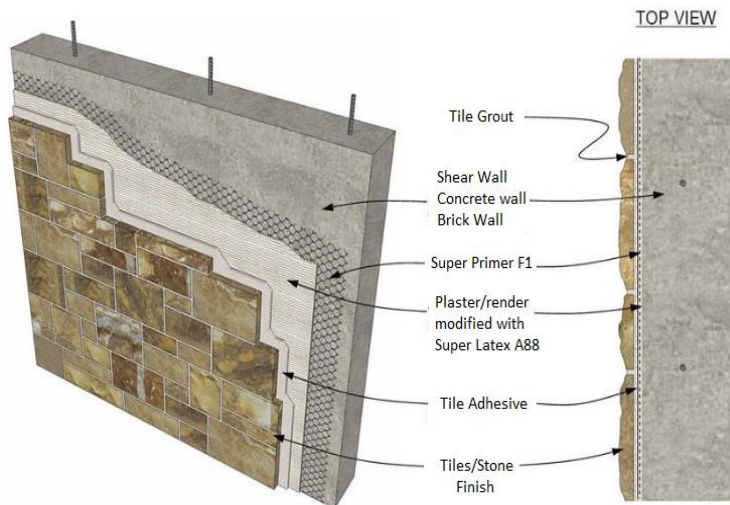 TOP VIEW
Tile Grout
Shear Wall
Concrete wall
Brick Wall
Super Primer F1
Plaster/render
modified with
Super Latex A88
Tile Adhesive
Tiles/Stone
Finish